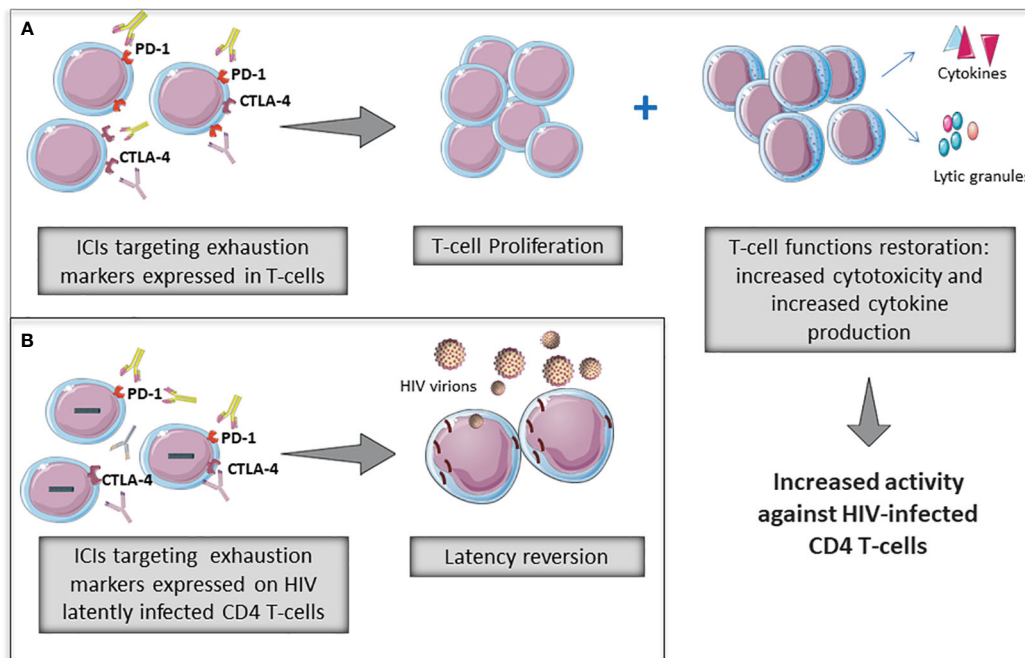 A
PD-1
PD-1
CTLA-4
CTLA-4
Cytokines
Lytic granules
ICIs targeting exhaustion
markers expressed in T-cells
T-cell Proliferation
T-cell functions restoration:
increased cytotoxicity and
increased cytokine
production
B
PD-1
PD-1
CTLA-4
CTLA-4
HIV virions
ICIs targeting exhaustion
markers expressed on HIV
latently infected CD4 T-cells
Latency reversion
Increased activity
against HIV-infected
CD4 T-cells